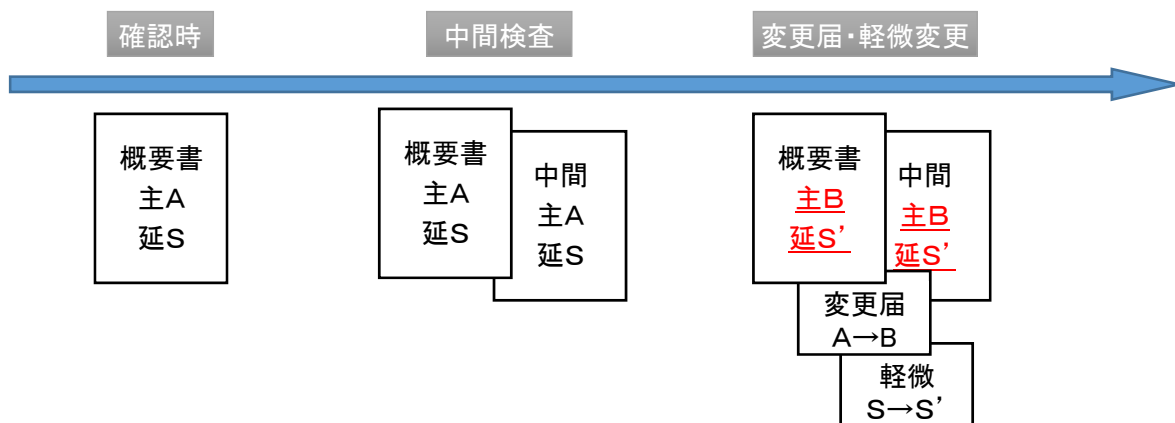 確認時
中間検査
変更届・軽微変更
概要書
主A
延S
概要書
主A
延S
中間
主A
延S
概要書
主B
延S’
中間
主B
延S’
変更届
A→B
軽微
S→S’